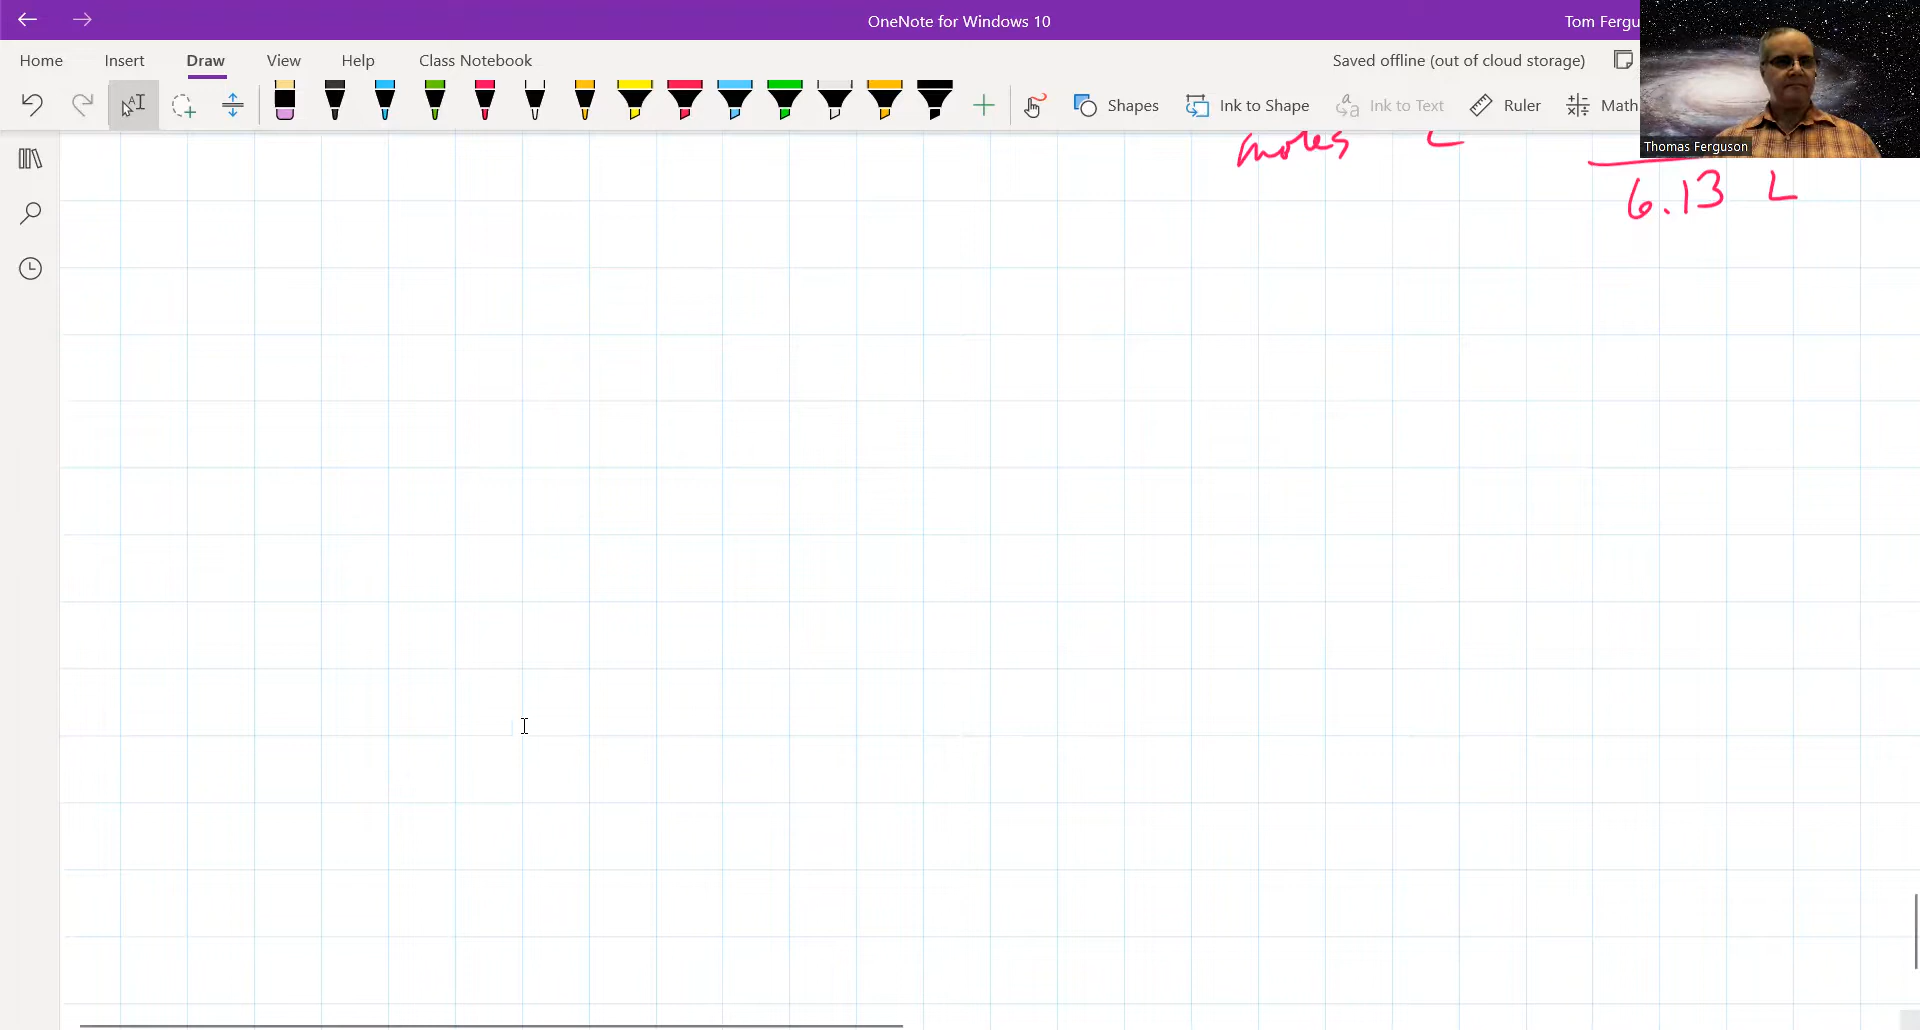 OneNote for Windows 10
Tom Fergu
Home Insert Draw View Help Class Notebook
Saved offline (out of cloud storage)
Shapes Ink to Shape Ink to Text Ruler Math
Thomas Ferguson
moles L
6.13 L